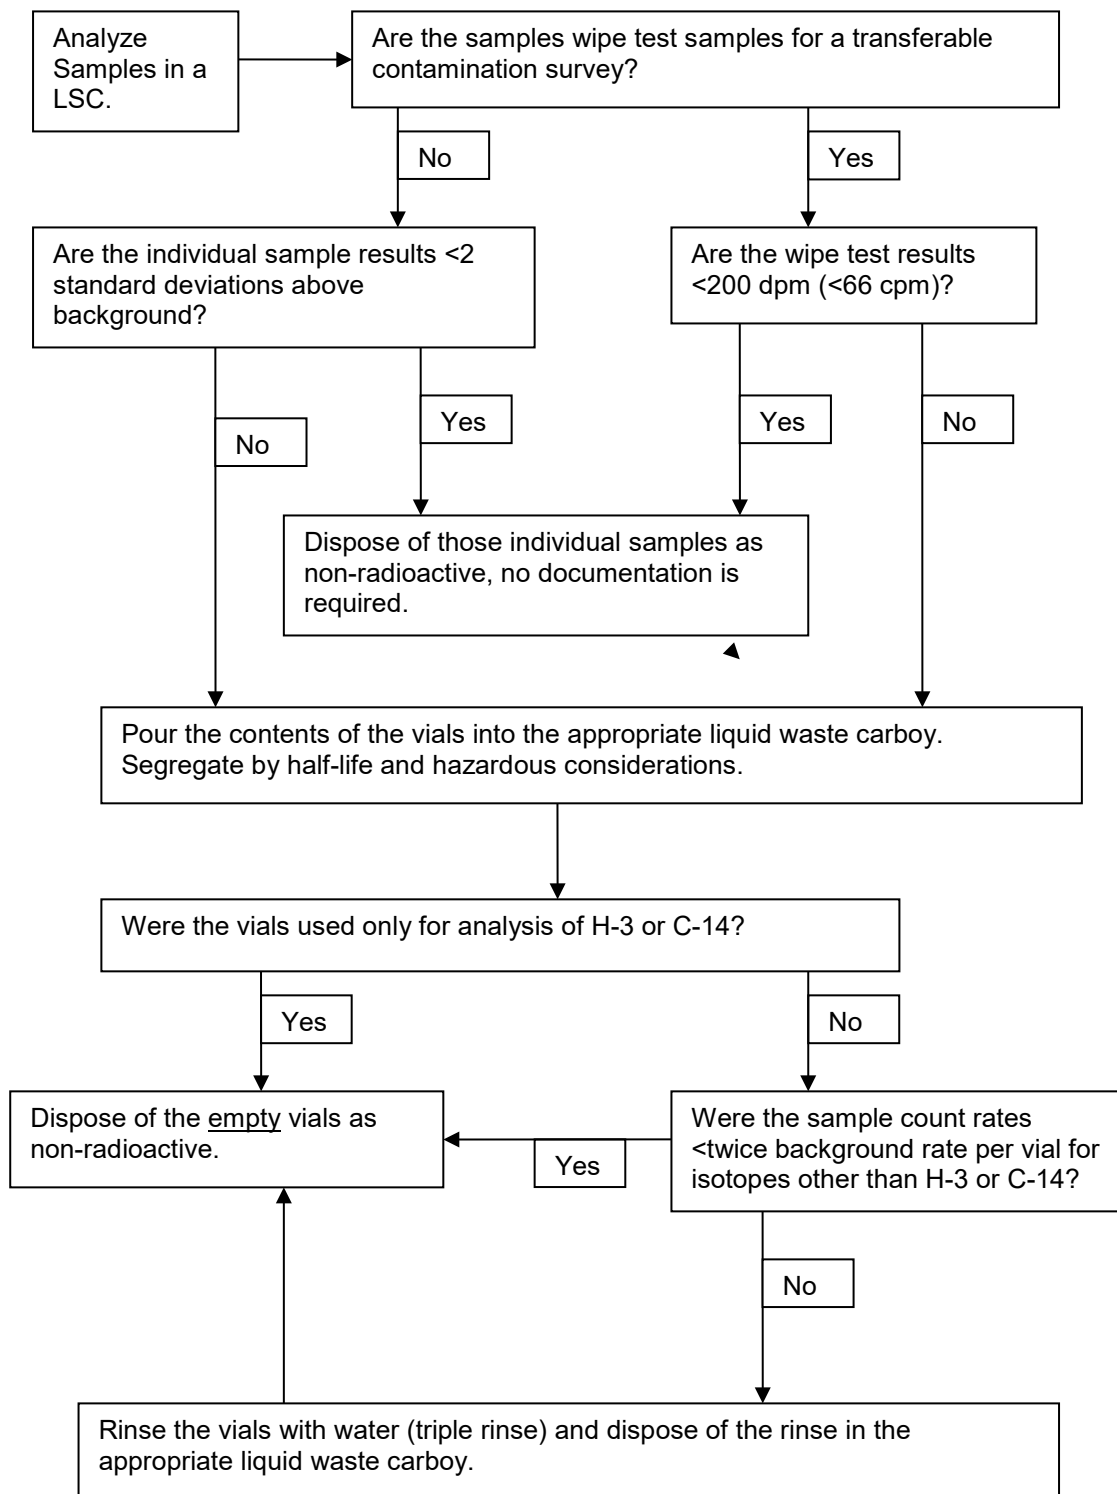 Analyze
Samples in a
LSC.
Are the samples wipe test samples for a transferable
contamination survey?
No
Yes
Are the individual sample results <2
standard deviations above
background?
Are the wipe test results
<200 dpm (<66 cpm)?
No
Yes
Yes
No
Dispose of those individual samples as
non-radioactive, no documentation is
required.
Pour the contents of the vials into the appropriate liquid waste carboy.
Segregate by half-life and hazardous considerations.
Were the vials used only for analysis of H-3 or C-14?
Yes
No
Dispose of the empty vials as
non-radioactive.
Yes
Were the sample count rates
<twice background rate per vial for
isotopes other than H-3 or C-14?
No
Rinse the vials with water (triple rinse) and dispose of the rinse in the
appropriate liquid waste carboy.